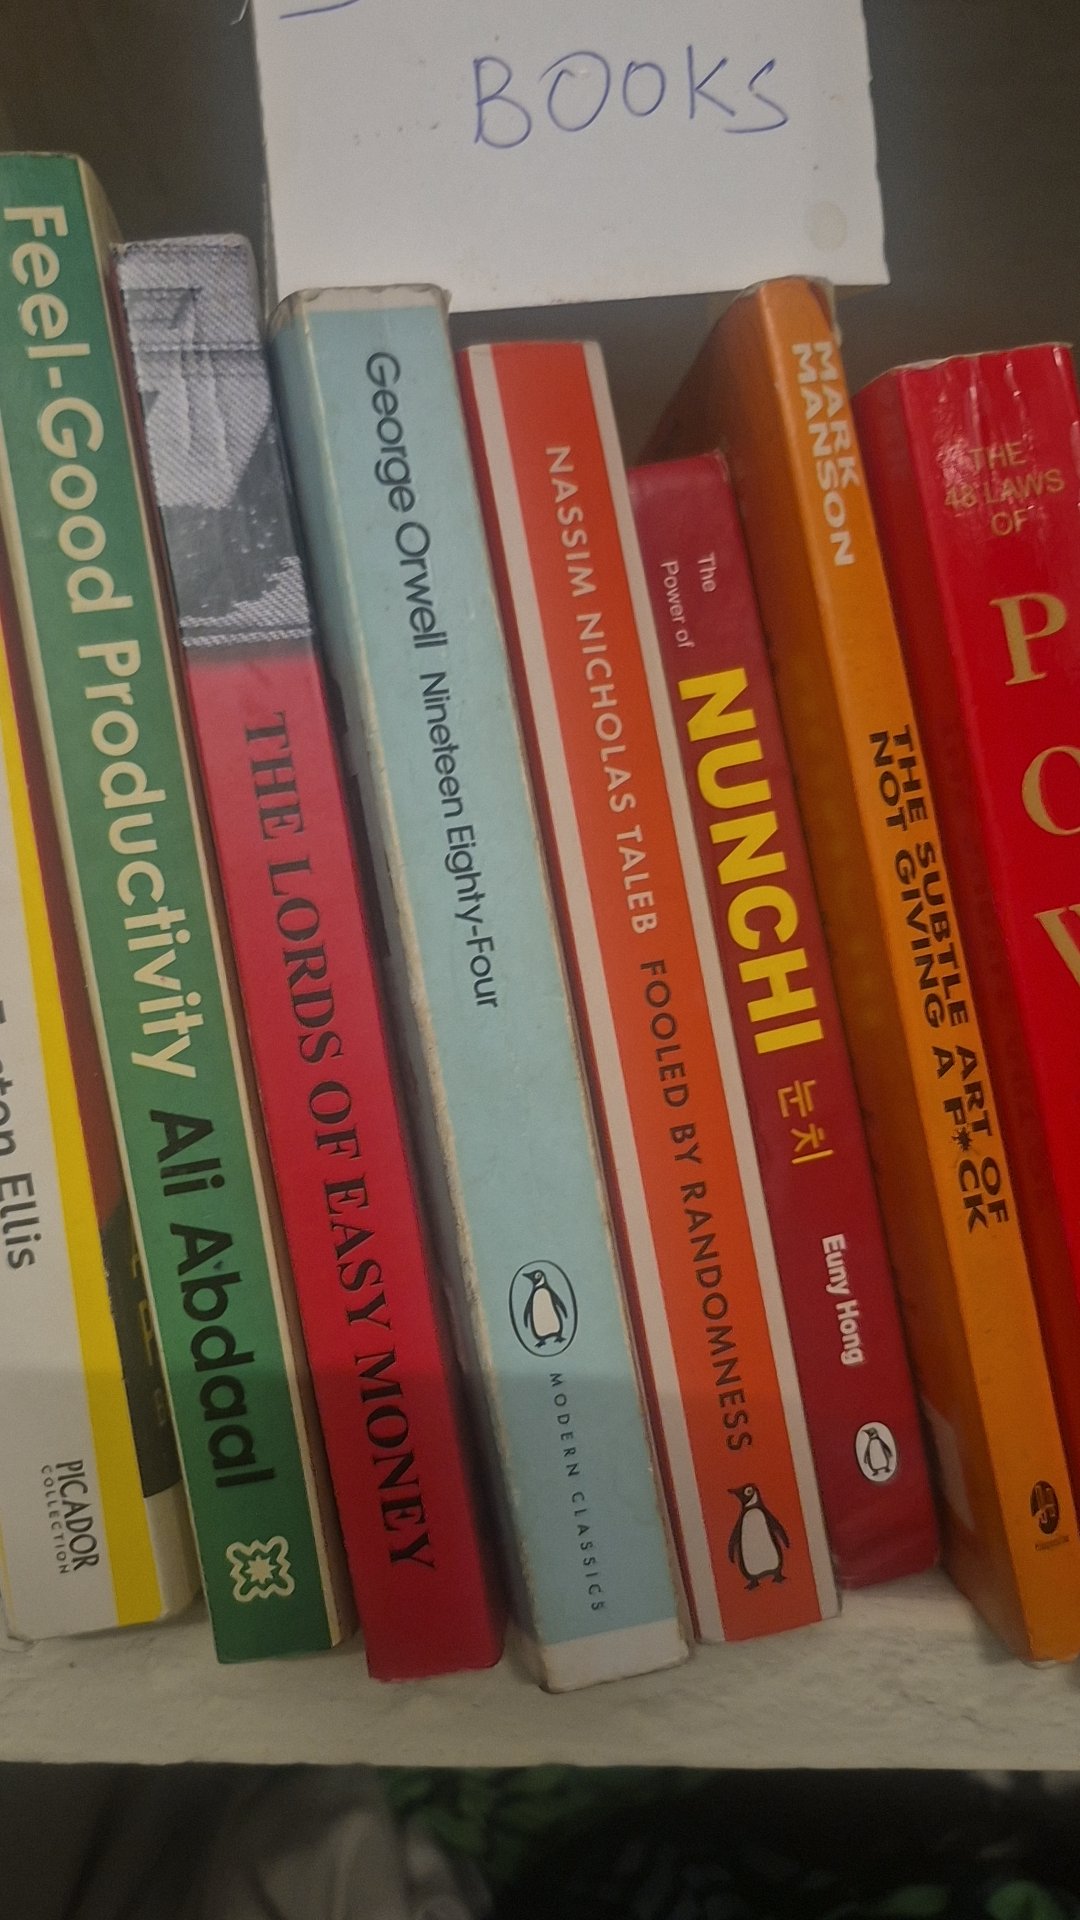 BOOKS
Ellis
PICADOR
COLLECTION
Feel-Good Productivity Ali Abdaal
THE LORDS OF EASY MONEY
George Orwell Nineteen Eighty-Four
MODERN CLASSICS
NASSIM NICHOLAS TALEB FOOLED BY RANDOMNESS
The
Power of
NUNCHI 눈치
Euny Hong
MARK
MANSON
THE SUBTLE ART OF
NOT GIVING A F*CK
THE
48 LAWS
OF
PO